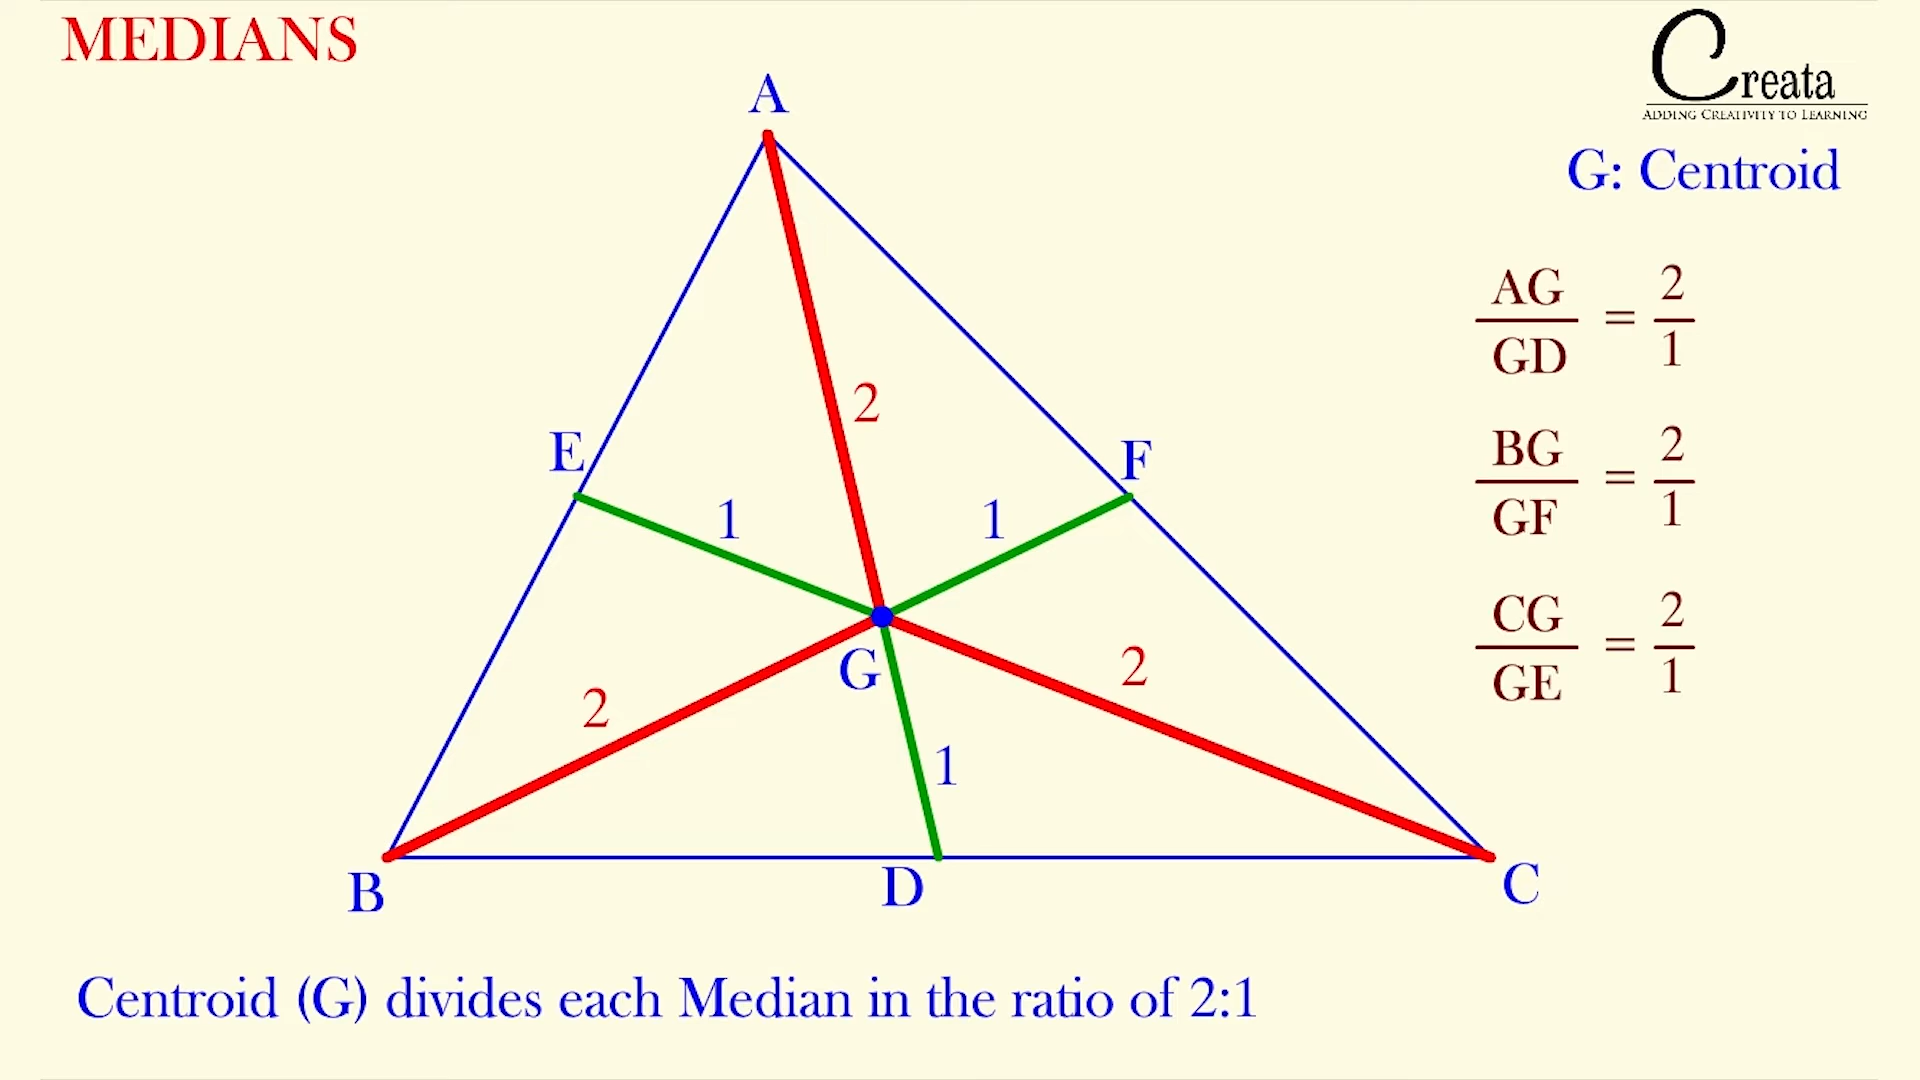 MEDIANS
Creata
ADDING CREATIVITY TO LEARNING
G: Centroid
A
AG
GD
=
2
1
2
E
F
BG
GF
=
2
1
1
1
CG
GE
=
2
1
G
2
2
1
B
D
C
Centroid (G) divides each Median in the ratio of 2:1